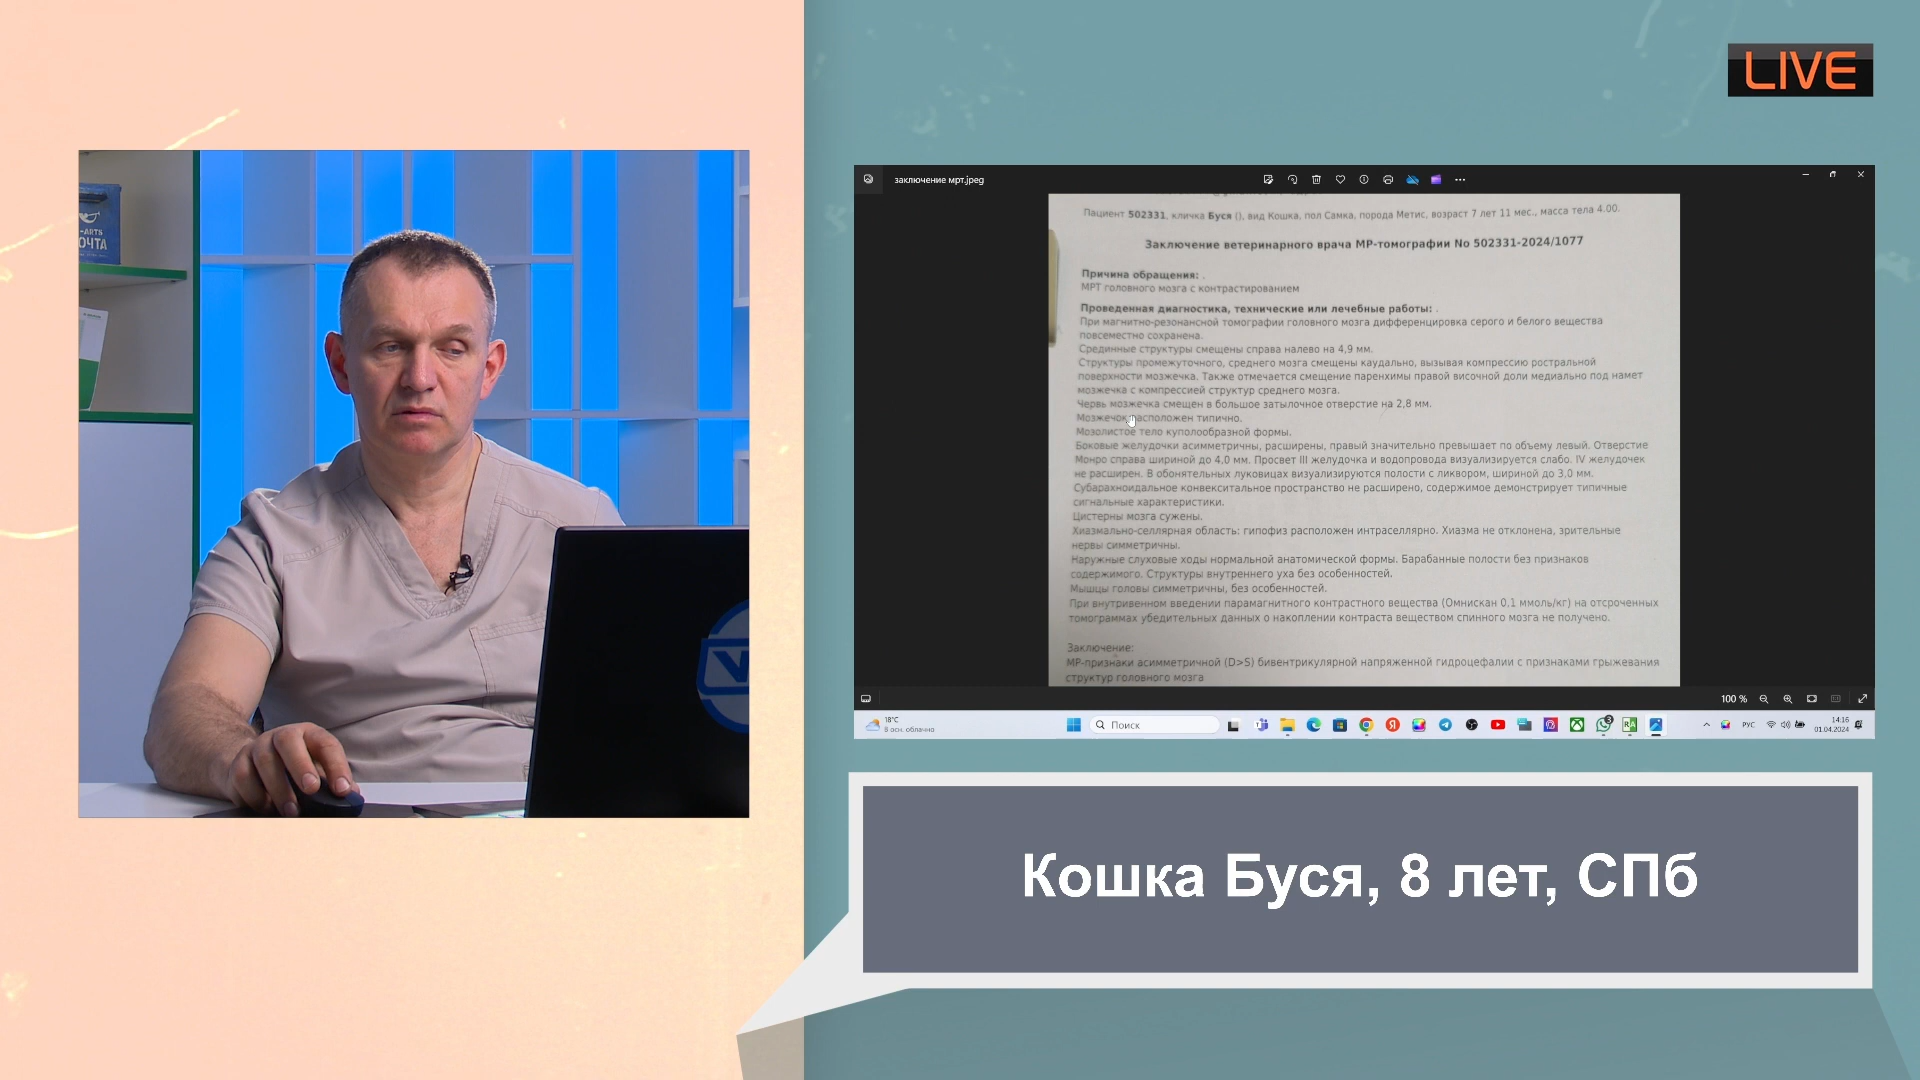 LIVE
-ARTS
ОЧТА
заключение мрт.jpeg
Пациент 502331, кличка Буся (), вид Кошка, пол Самка, порода Метис, возраст 7 лет 11 мес., масса тела 4.00.
Заключение ветеринарного врача МР-томографии No 502331-2024/1077
Причина обращения: .
МРТ головного мозга с контрастированием
Проведенная диагностика, технические или лечебные работы: .
При магнитно-резонансной томографии головного мозга дифференцировка серого и белого вещества
повсеместно сохранена.
Срединные структуры смещены справа налево на 4,9 мм.
Структуры промежуточного, среднего мозга смещены каудально, вызывая компрессию ростральной
поверхности мозжечка. Также отмечается смещение паренхимы правой височной доли медиально под намет
мозжечка с компрессией структур среднего мозга.
Червь мозжечка смещен в большое затылочное отверстие на 2,8 мм.
Мозжечок расположен типично.
Мозолистое тело куполообразной формы.
Боковые желудочки асимметричны, расширены, правый значительно превышает по объему левый. Отверстие
Монро справа шириной до 4,0 мм. Просвет III желудочка и водопровода визуализируется слабо. IV желудочек
не расширен. В обонятельных луковицах визуализируются полости с ликвором, шириной до 3,0 мм.
Субарахноидальное конвекситальное пространство не расширено, содержимое демонстрирует типичные
сигнальные характеристики.
Цистерны мозга сужены.
Хиазмально-селлярная область: гипофиз расположен интраселлярно. Хиазма не отклонена, зрительные
нервы симметричны.
Наружные слуховые ходы нормальной анатомической формы. Барабанные полости без признаков
содержимого. Структуры внутреннего уха без особенностей.
Мышцы головы симметричны, без особенностей.
При внутривенном введении парамагнитного контрастного вещества (Омнискан 0,1 ммоль/кг) на отсроченных
томограммах убедительных данных о накоплении контраста веществом спинного мозга не получено.
Заключение:
МР-признаки асимметричной (D>S) бивентрикулярной напряженной гидроцефалии с признаками грыжевания
структур головного мозга
100 %
18°C
В осн. облачно
Поиск
РУС
14:16
01.04.2024
Кошка Буся, 8 лет, СПб